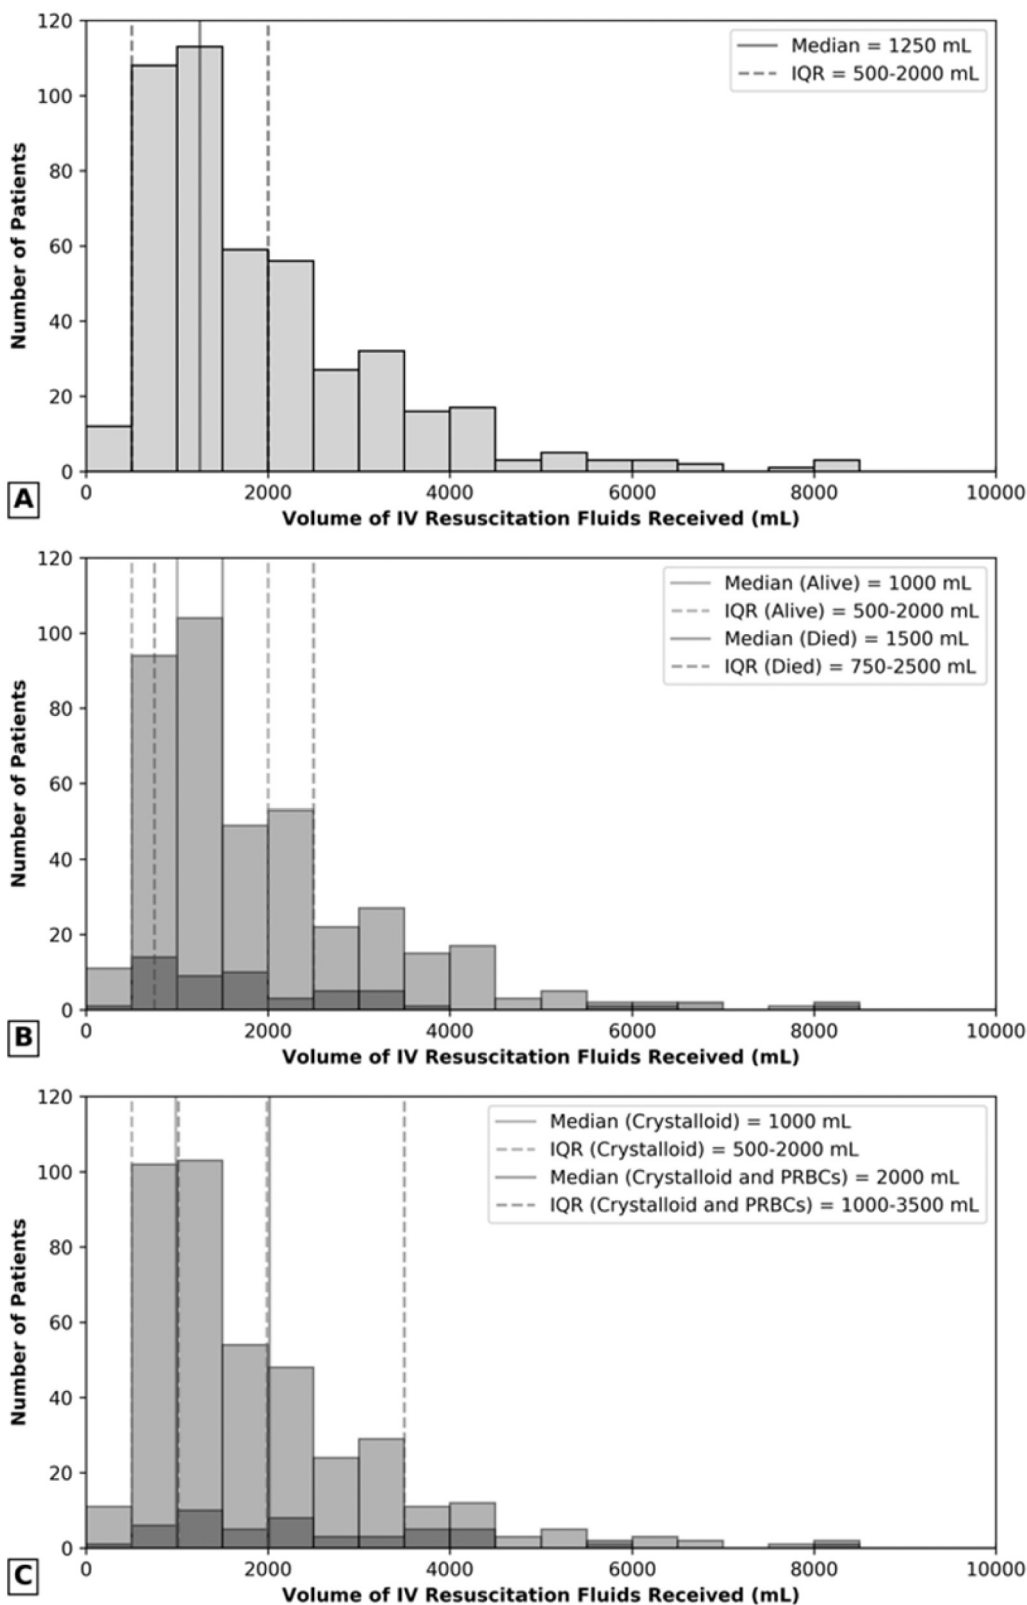 120
100
80
60
40
20
0
Number of Patients
Median = 1250 mL
IQR = 500-2000 mL
0 2000 4000 6000 8000 10000
A
Volume of IV Resuscitation Fluids Received (mL)
120
100
80
60
40
20
0
Number of Patients
Median (Alive) = 1000 mL
IQR (Alive) = 500-2000 mL
Median (Died) = 1500 mL
IQR (Died) = 750-2500 mL
0 2000 4000 6000 8000 10000
B
Volume of IV Resuscitation Fluids Received (mL)
120
100
80
60
40
20
0
Number of Patients
Median (Crystalloid) = 1000 mL
IQR (Crystalloid) = 500-2000 mL
Median (Crystalloid and PRBCs) = 2000 mL
IQR (Crystalloid and PRBCs) = 1000-3500 mL
0 2000 4000 6000 8000 10000
C
Volume of IV Resuscitation Fluids Received (mL)